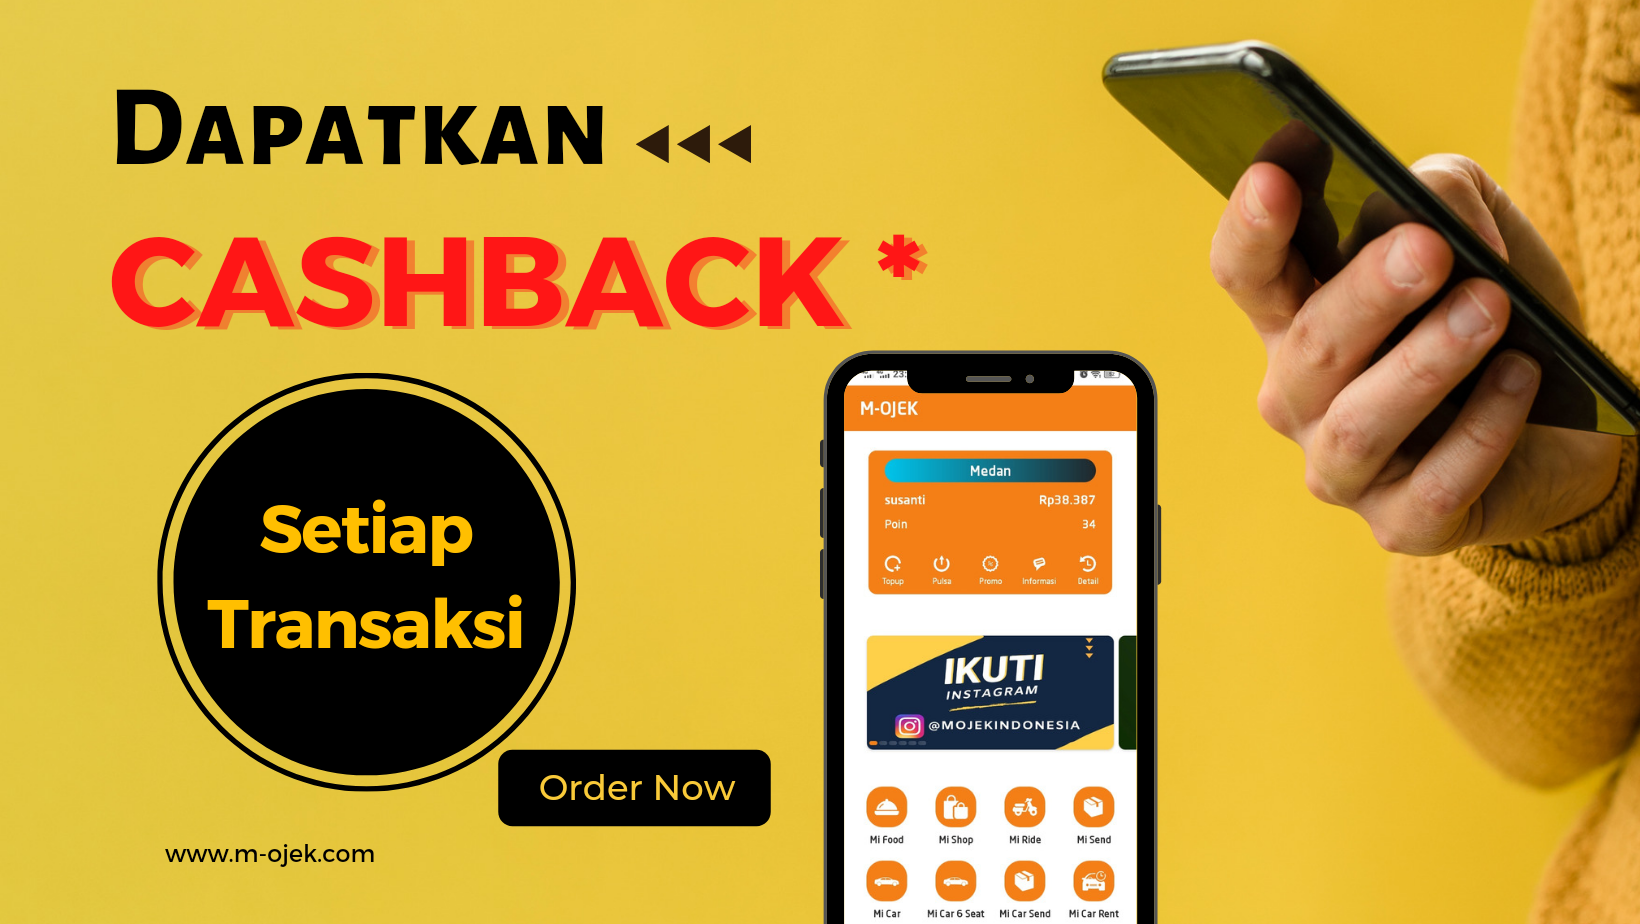 DAPATKAN
CASHBACK *
Setiap
Transaksi
Order Now
www.m-ojek.com
M-OJEK
Medan
susanti Rp38.387
Poin 34
Topup Pulsa Promo Informasi Detail
IKUTI
INSTAGRAM
@MOJEKINDONESIA
Mi Food Mi Shop Mi Ride Mi Send
Mi Car Mi Car 6 Seat Mi Car Send Mi Car Rent